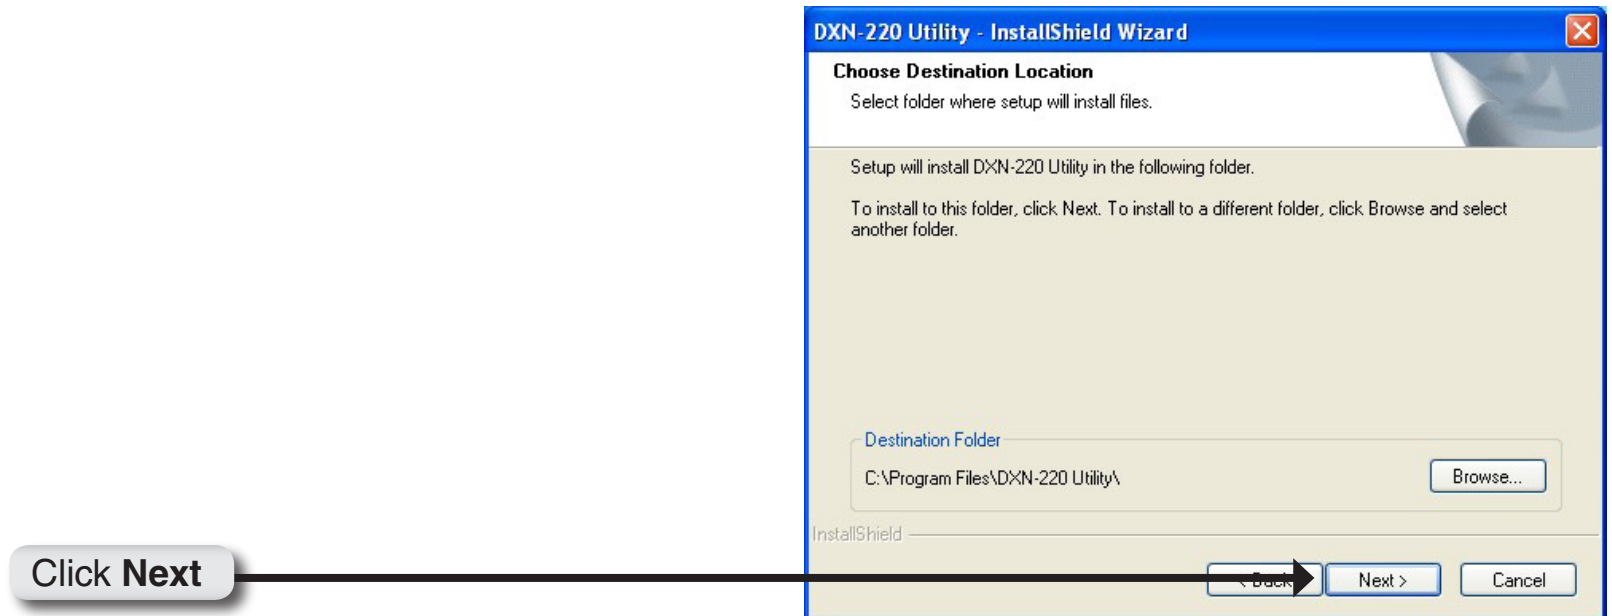 DXN-220 Utility - InstallShield Wizard
Choose Destination Location
Select folder where setup will install files.
Setup will install DXN-220 Utility in the following folder.
To install to this folder, click Next. To install to a different folder, click Browse and select
another folder.
Destination Folder
C:\Program Files\DXN-220 Utility\
Browse...
InstallShield
Click Next
< Back
Next >
Cancel